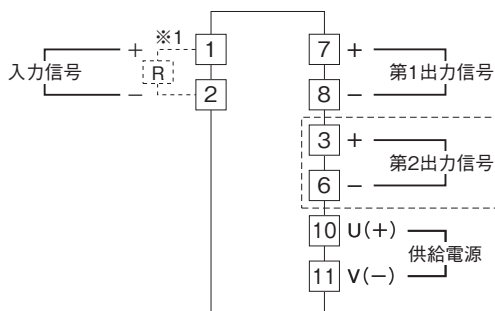 ※1
入力信号 + R − 1 2
7 + 第1出力信号
8 −
3 + 第2出力信号
6 −
10 U(+) 供給電源
11 V(−)